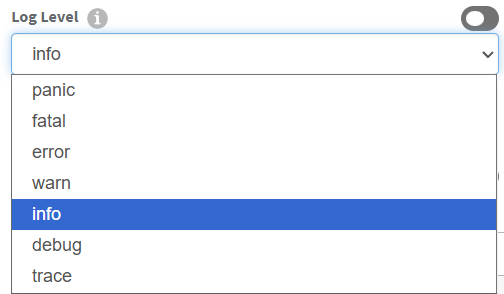 Log Level
info
panic
fatal
error
warn
info
debug
trace